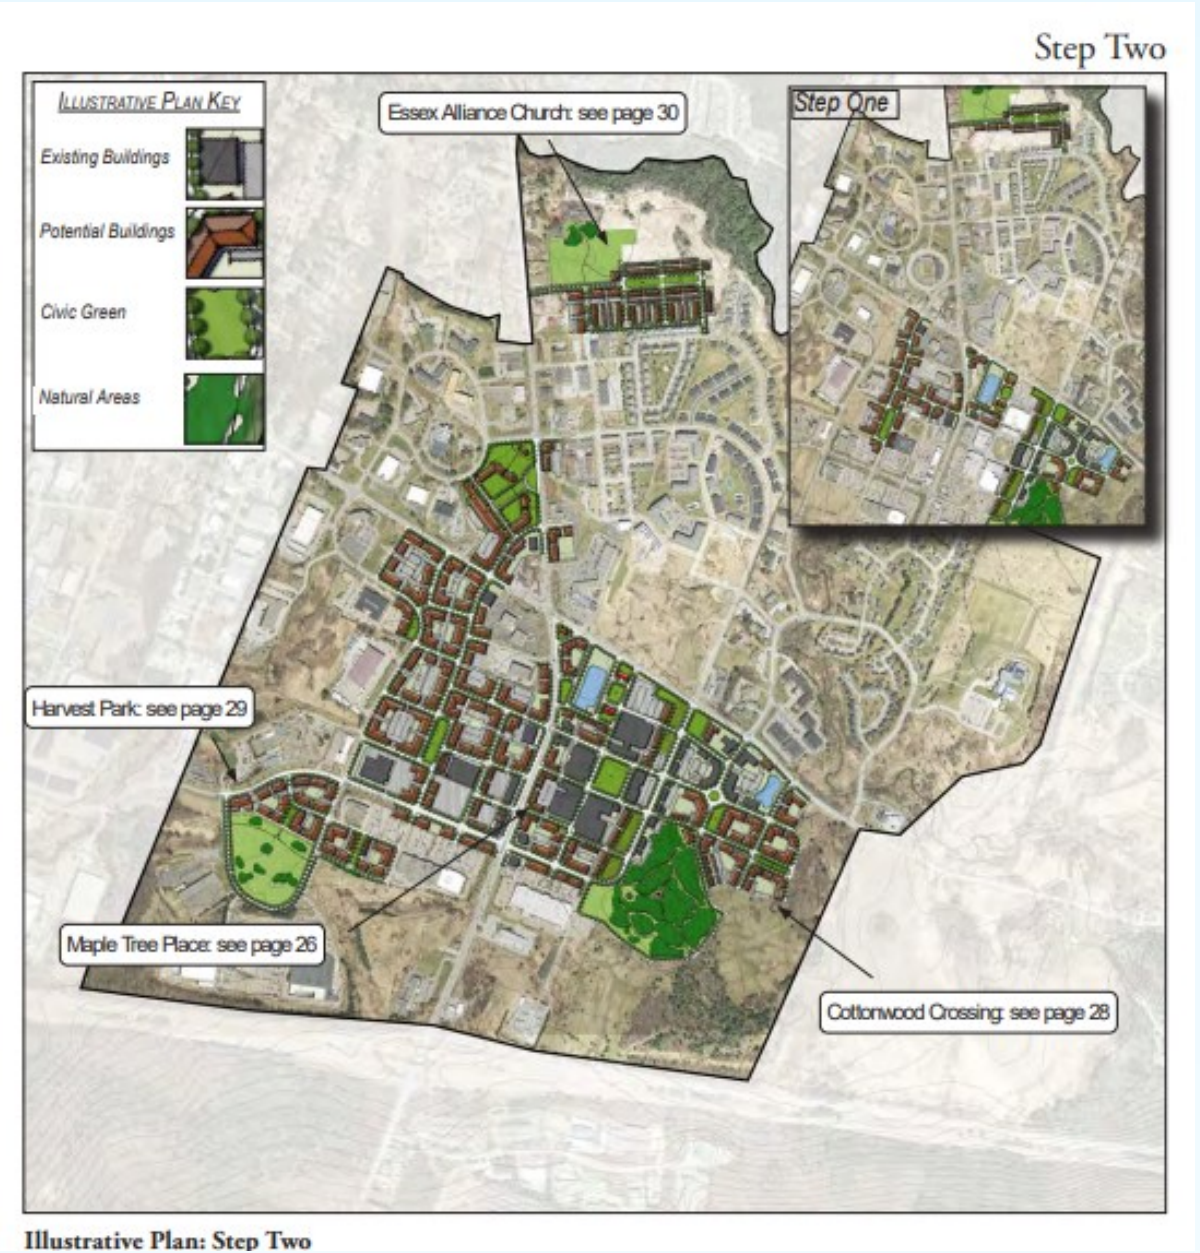 Step Two
ILLUSTRATIVE PLAN KEY
Existing Buildings
Potential Buildings
Civic Green
Natural Areas
Essex Alliance Church: see page 30
Step One
Harvest Park: see page 29
Maple Tree Place: see page 26
Cottonwood Crossing: see page 28
Illustrative Plan: Step Two